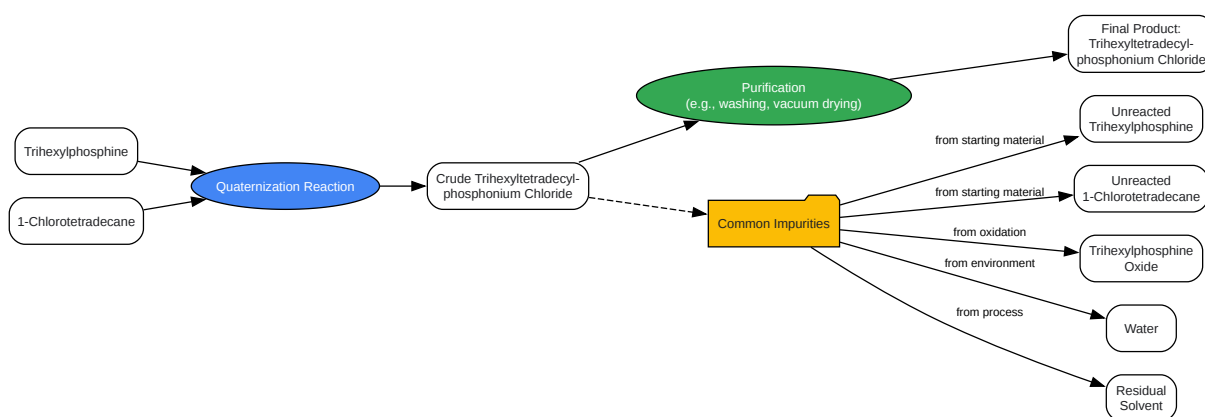 Trihexylphosphine
1-Chlorotetradecane
Quaternization Reaction
Crude Trihexyltetradecyl-
phosphonium Chloride
Purification
(e.g., washing, vacuum drying)
Final Product:
Trihexyltetradecyl-
phosphonium Chloride
Common Impurities
from starting material
Unreacted
Trihexylphosphine
from starting material
Unreacted
1-Chlorotetradecane
from oxidation
Trihexylphosphine
Oxide
from environment
Water
from process
Residual
Solvent